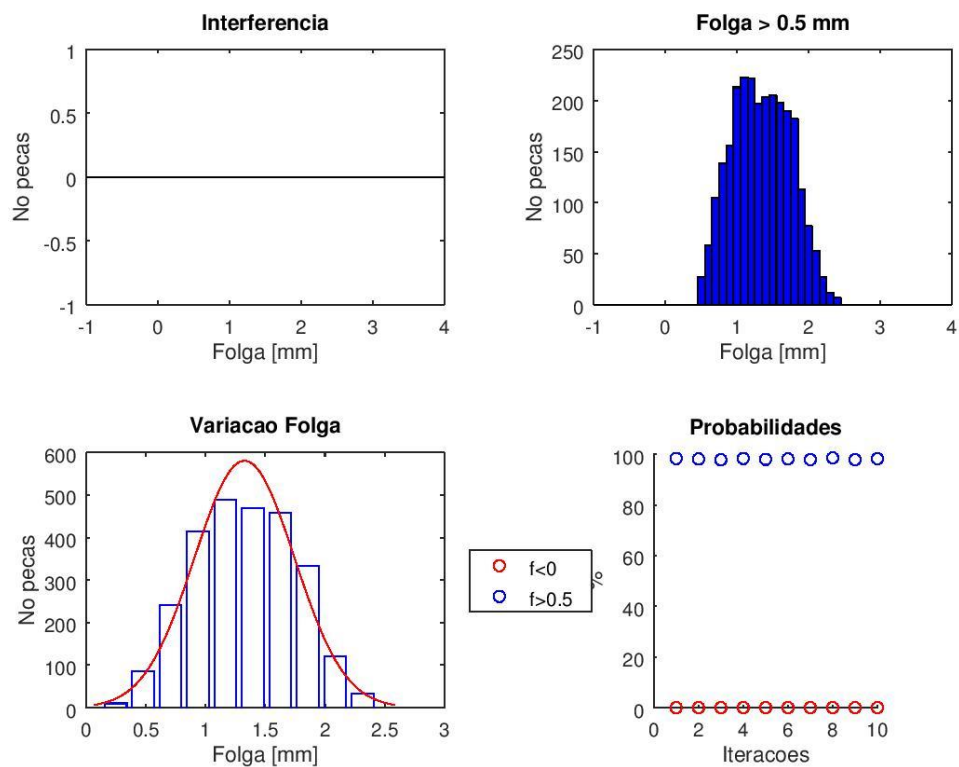 Interferencia
1
0.5
0
-0.5
-1
No pecas
-1 0 1 2 3 4
Folga [mm]
Folga > 0.5 mm
250
200
150
100
50
0
No pecas
-1 0 1 2 3 4
Folga [mm]
Variacao Folga
600
500
400
300
200
100
0
No pecas
0 0.5 1 1.5 2 2.5 3
Folga [mm]
f<0
f>0.5
Probabilidades
100
80
60
40
20
0
%
0 2 4 6 8 10
Iteracoes